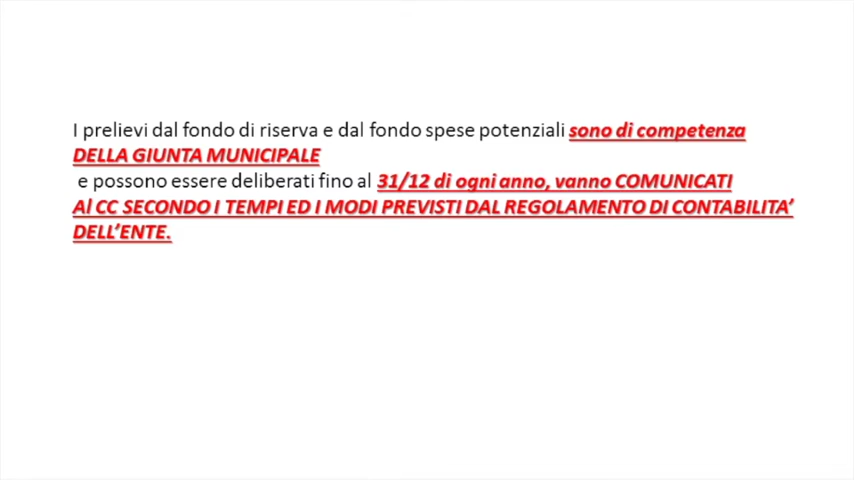 I prelievi dal fondo di riserva e dal fondo spese potenziali sono di competenza
DELLA GIUNTA MUNICIPALE
e possono essere deliberati fino al 31/12 di ogni anno, vanno COMUNICATI
Al CC SECONDO I TEMPI ED I MODI PREVISTI DAL REGOLAMENTO DI CONTABILITA’
DELL’ENTE.